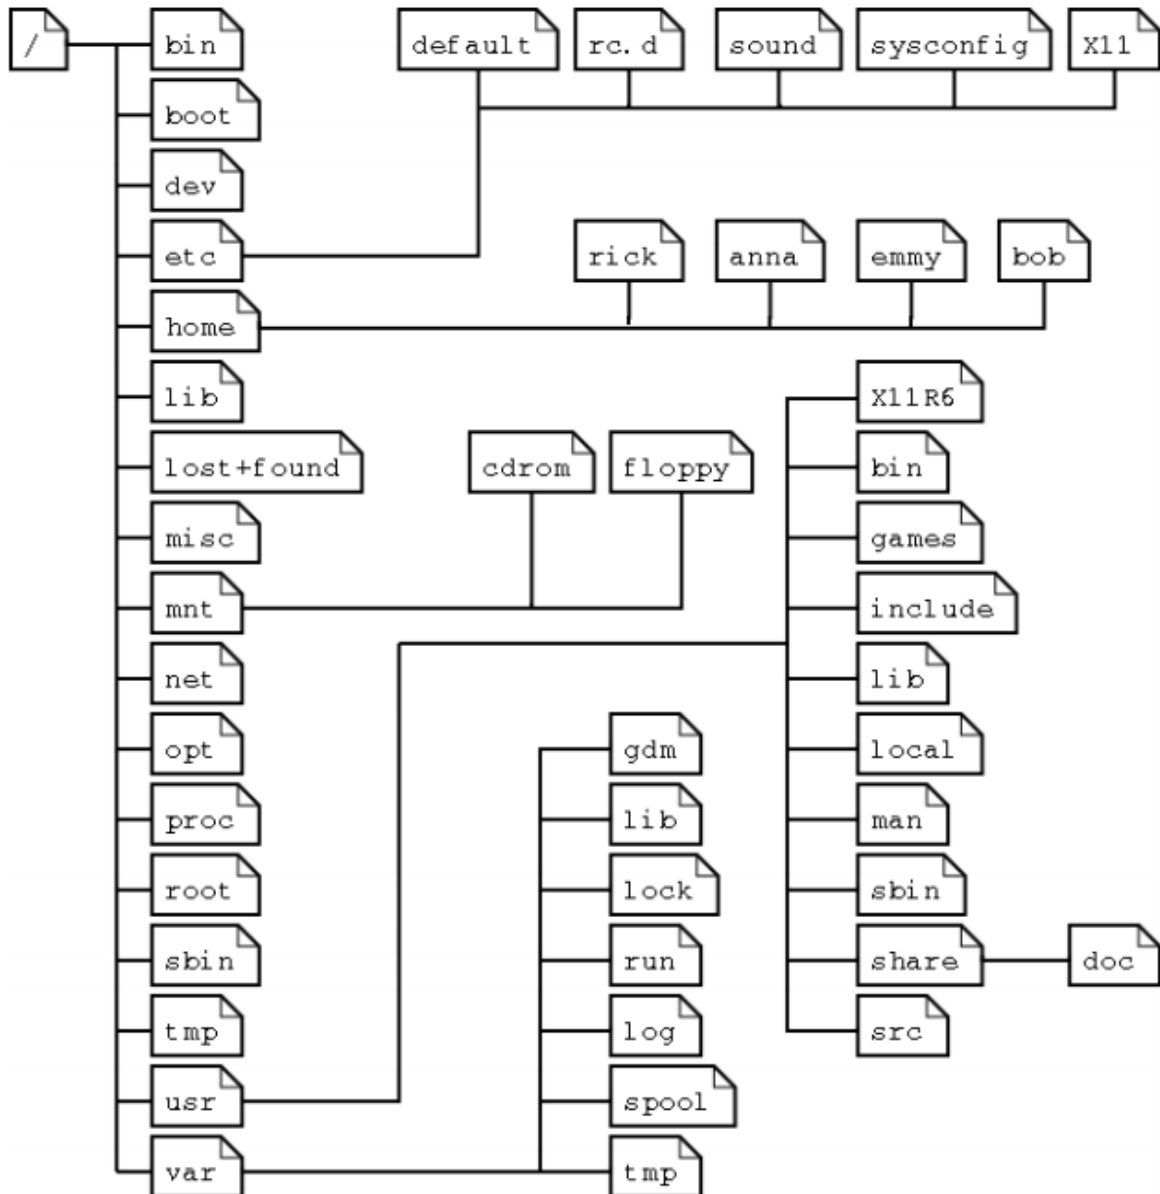 /
bin
default
rc.d
sound
sysconfig
X11
boot
dev
etc
rick
anna
emmy
bob
home
lib
X11R6
lost+found
cdrom
floppy
bin
misc
games
mnt
include
net
lib
opt
gdm
local
proc
lib
man
root
lock
sbin
sbin
run
share
doc
tmp
log
src
usr
spool
var
tmp